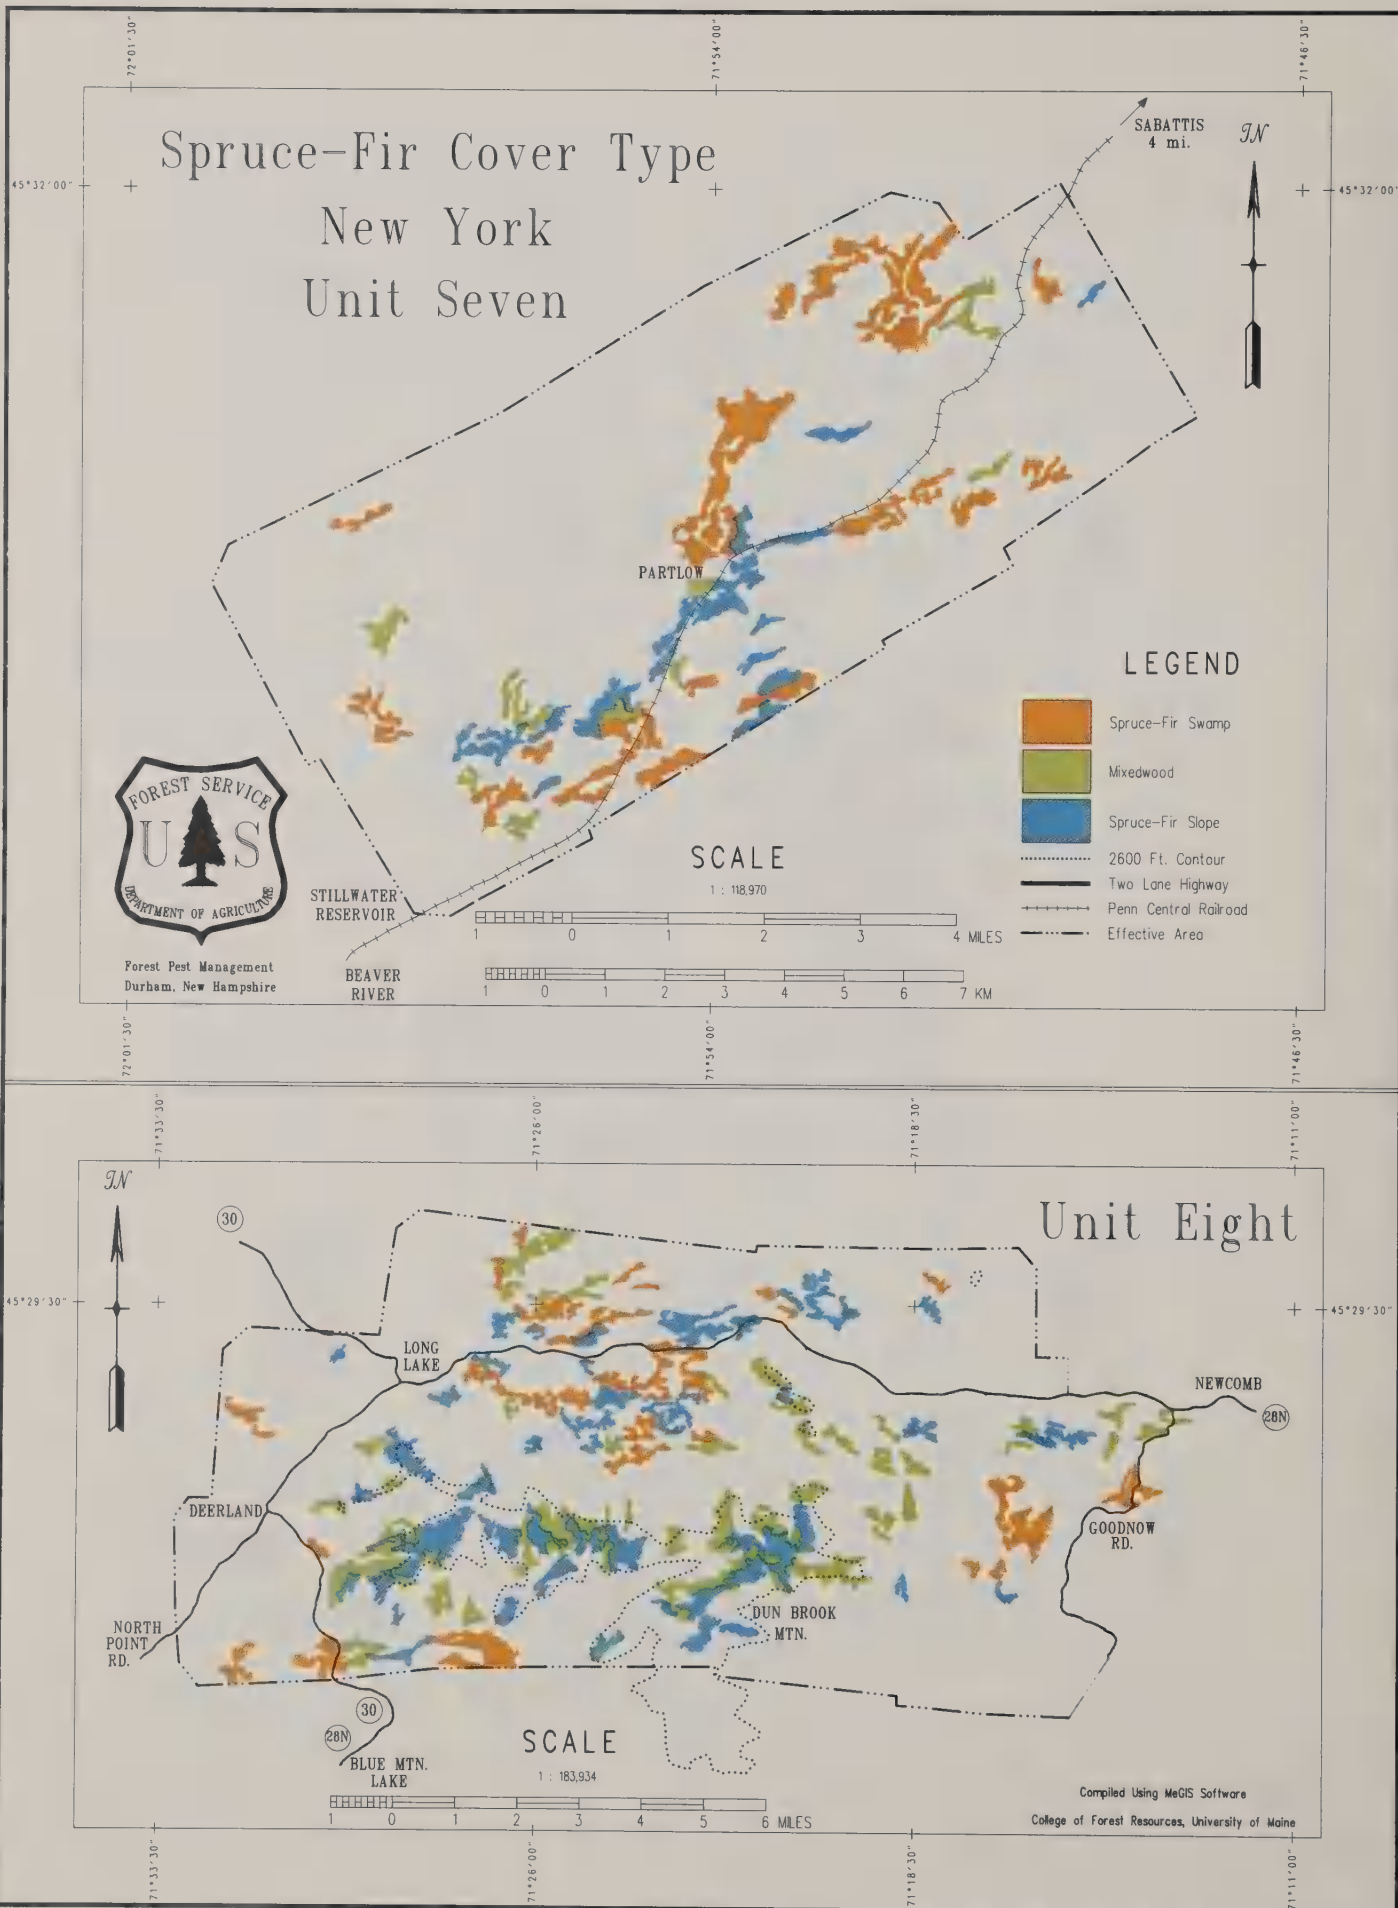 72°01'30"
71°54'00"
71°46'30"
SABATTIS
4 mi.
N
Spruce-Fir Cover Type
New York
Unit Seven
45°32'00"
45°32'00"
PARTLOW
LEGEND
Spruce-Fir Swamp
Mixedwood
Spruce-Fir Slope
2600 Ft. Contour
Two Lane Highway
Penn Central Railroad
Effective Area
FOREST SERVICE
U S
DEPARTMENT OF AGRICULTURE
Forest Pest Management
Durham, New Hampshire
STILLWATER
RESERVOIR
BEAVER
RIVER
SCALE
1 : 118,970
1 0 1 2 3 4 MILES
1 0 1 2 3 4 5 6 7 KM
72°01'30"
71°54'00"
71°46'30"
71°33'30"
71°26'00"
71°18'30"
71°11'00"
N
30
Unit Eight
45°29'30"
45°29'30"
LONG
LAKE
NEWCOMB
28N
DEERLAND
GOODNOW
RD.
DUN BROOK
MTN.
NORTH
POINT
RD.
30
28N
BLUE MTN.
LAKE
SCALE
1 : 183,934
1 0 1 2 3 4 5 6 MILES
Compiled Using MeGIS Software
College of Forest Resources, University of Maine
71°33'30"
71°26'00"
71°18'30"
71°11'00"